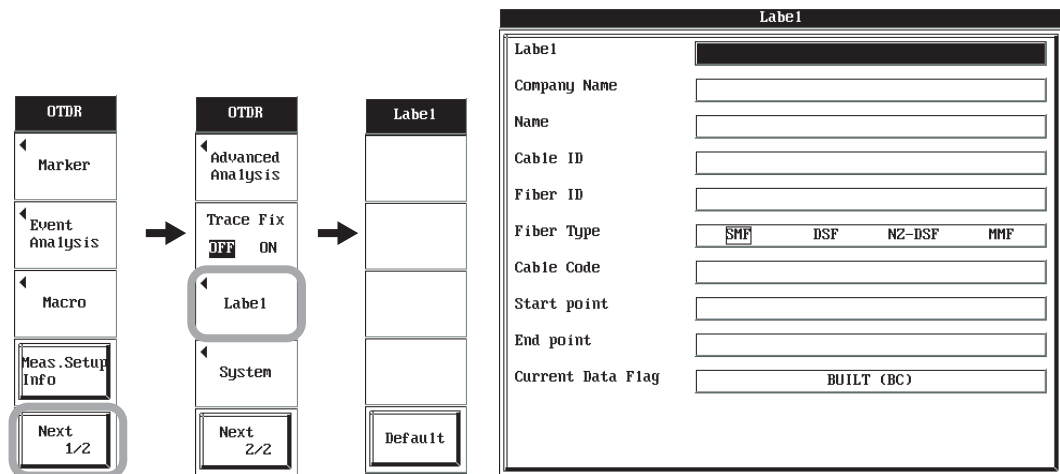 OTDR
Marker
Event
Analysis
Macro
Meas.Setup
Info
Next
1/2
OTDR
Advanced
Analysis
Trace Fix
OFF ON
Label
System
Next
2/2
Label
Default
Label
Label
Company Name
Name
Cable ID
Fiber ID
Fiber Type SMF DSF NZ-DSF MMF
Cable Code
Start point
End point
Current Data Flag BUILT (BC)